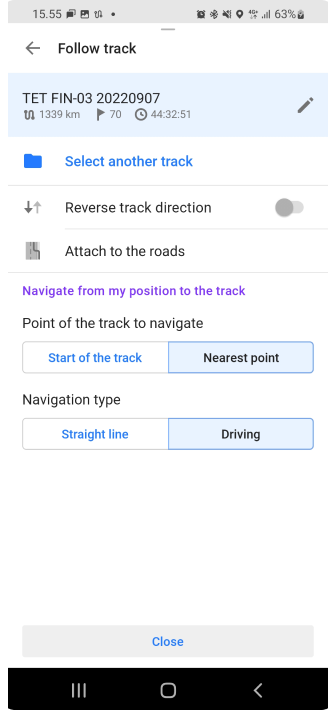 15.55
63%
Follow track
TET FIN-03 20220907
1339 km 70 44:32:51
Select another track
Reverse track direction
Attach to the roads
Navigate from my position to the track
Point of the track to navigate
Start of the track Nearest point
Navigation type
Straight line Driving
Close